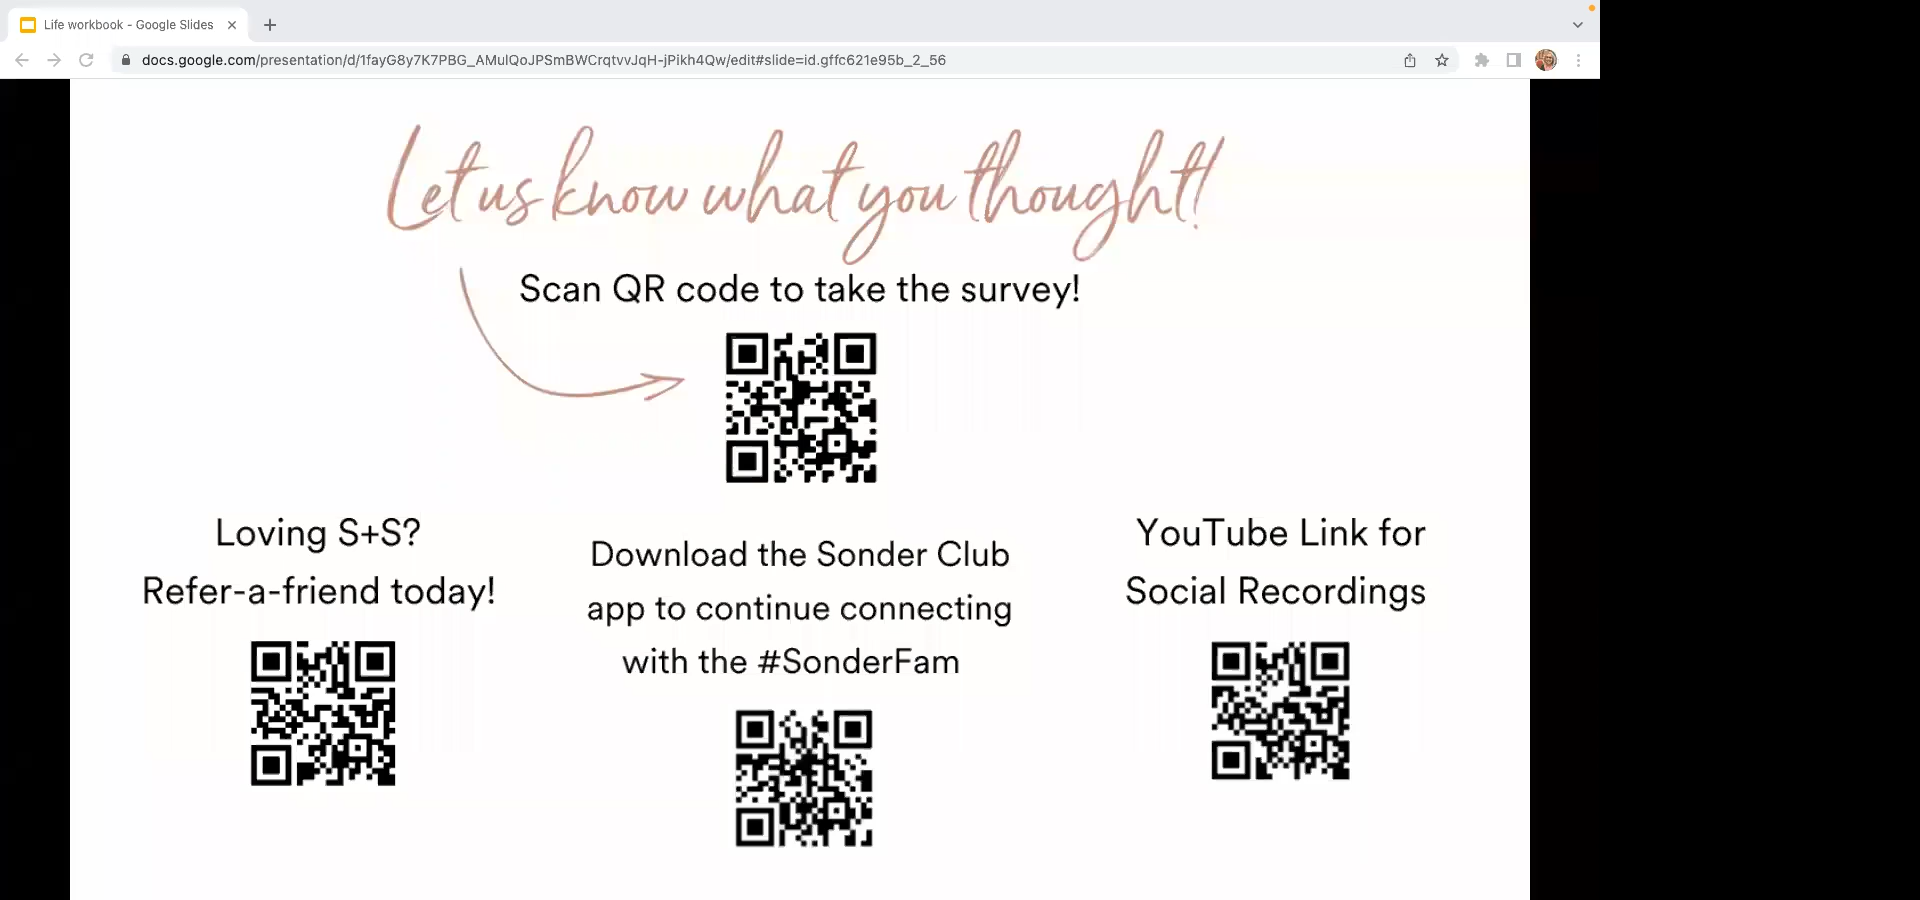 Life workbook - Google Slides
docs.google.com/presentation/d/1fayG8y7K7PBG_AMulQoJPSmBWCrqtvvJqH-jPikh4Qw/edit#slide=id.gffc621e95b_2_56
Let us know what you thought!
Scan QR code to take the survey!
Loving S+S?
Refer-a-friend today!
Download the Sonder Club
app to continue connecting
with the #SonderFam
YouTube Link for
Social Recordings